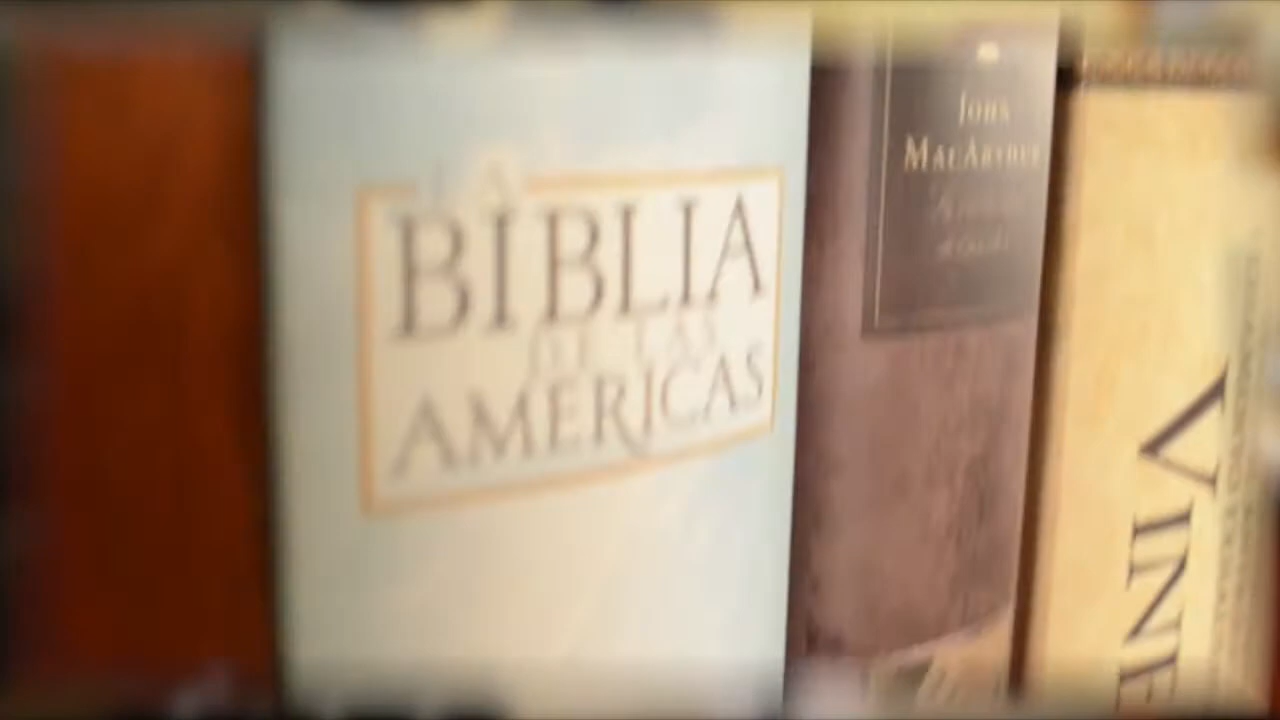 LA
BIBLIA
DE LAS
AMERICAS
John
MacArthur
VINE